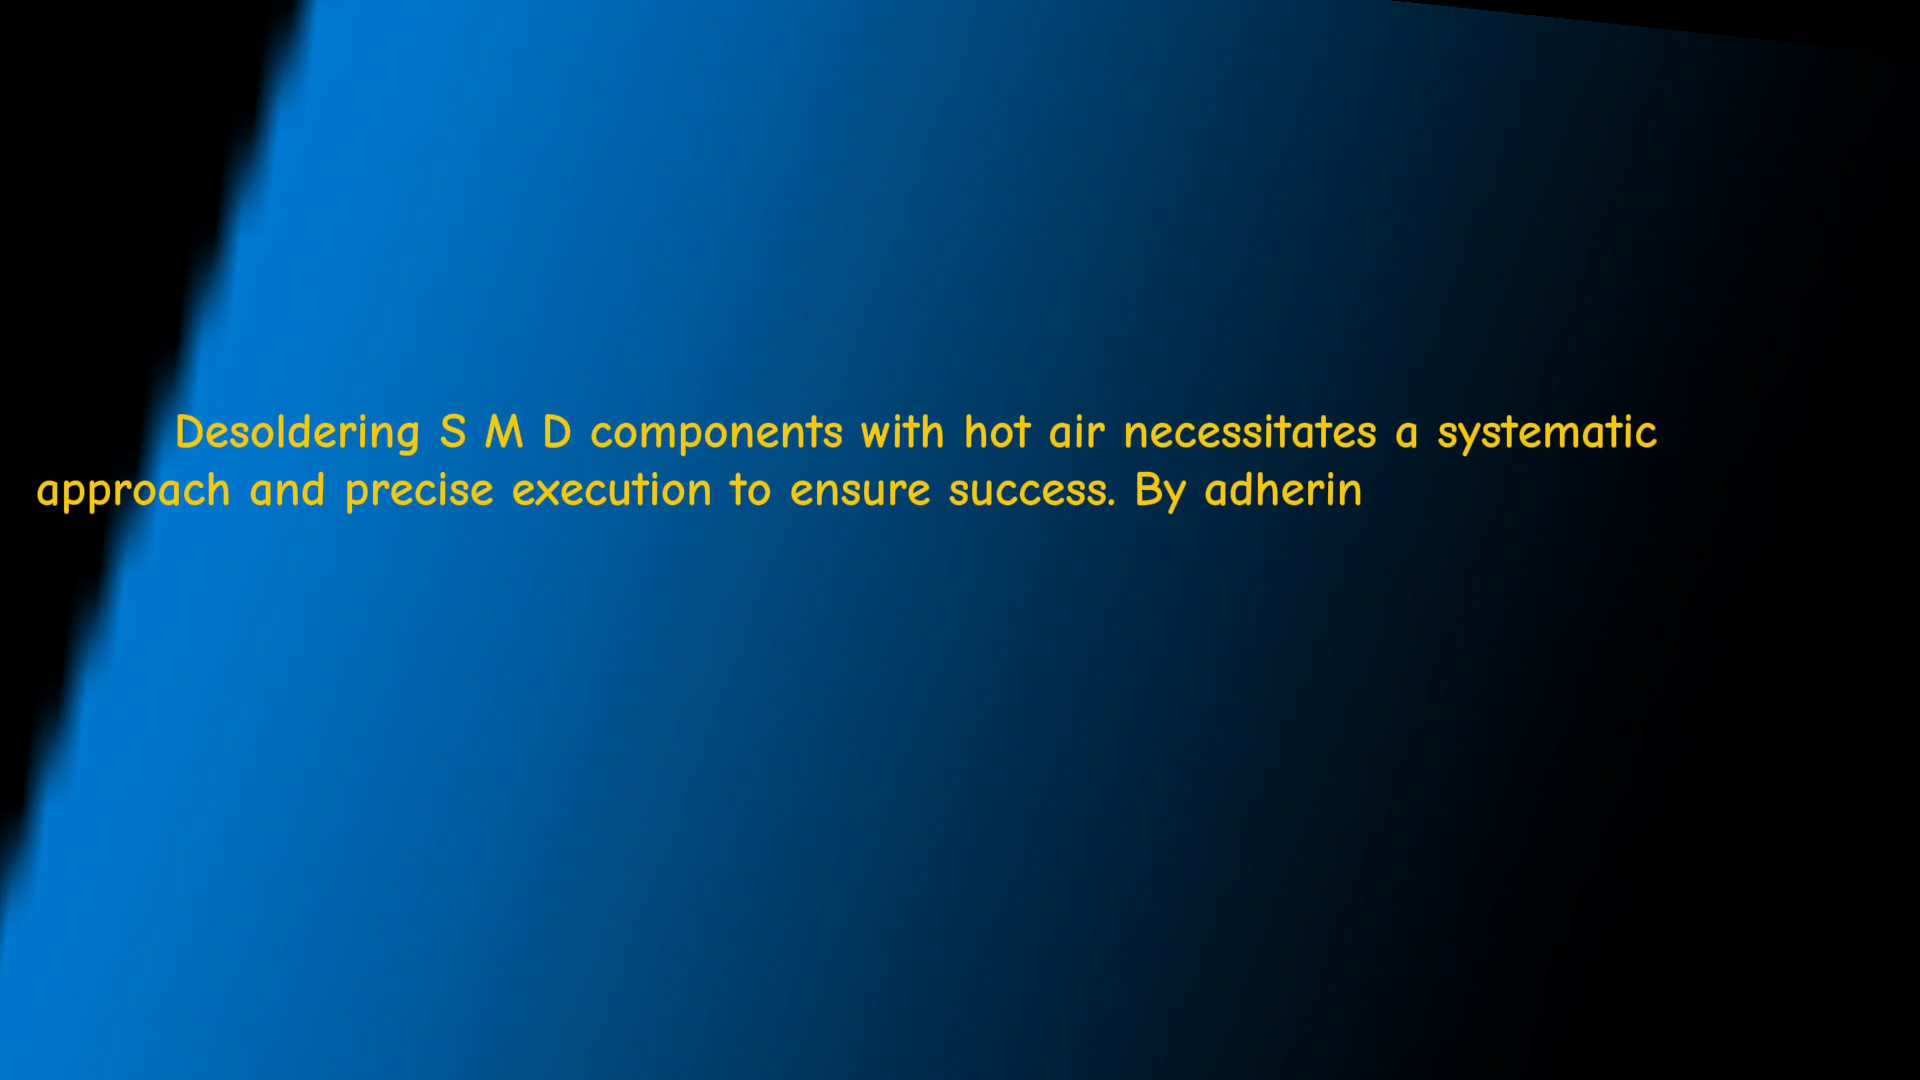 Desoldering S M D components with hot air necessitates a systematic
approach and precise execution to ensure success. By adherin